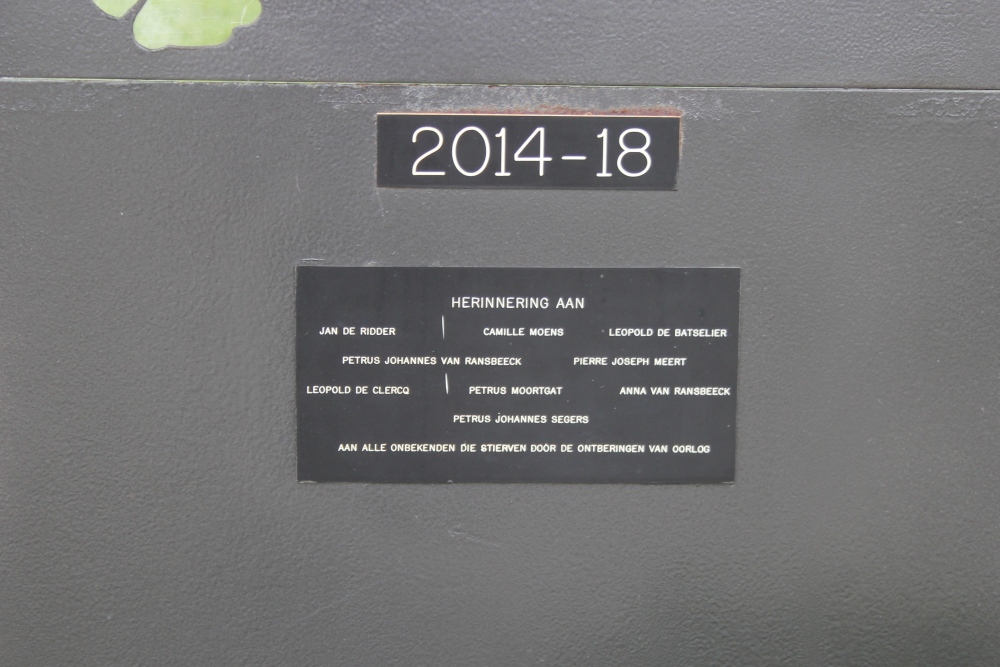 2014-18
HERINNERING AAN
JAN DE RIDDER CAMILLE MOENS LEOPOLD DE BATSELIER
PETRUS JOHANNES VAN RANSBEECK PIERRE JOSEPH MEERT
LEOPOLD DE CLERCQ PETRUS MOORTGAT ANNA VAN RANSBEECK
PETRUS JOHANNES SEGERS
AAN ALLE ONBEKENDEN DIE STIERVEN DOOR DE ONTBERINGEN VAN OORLOG